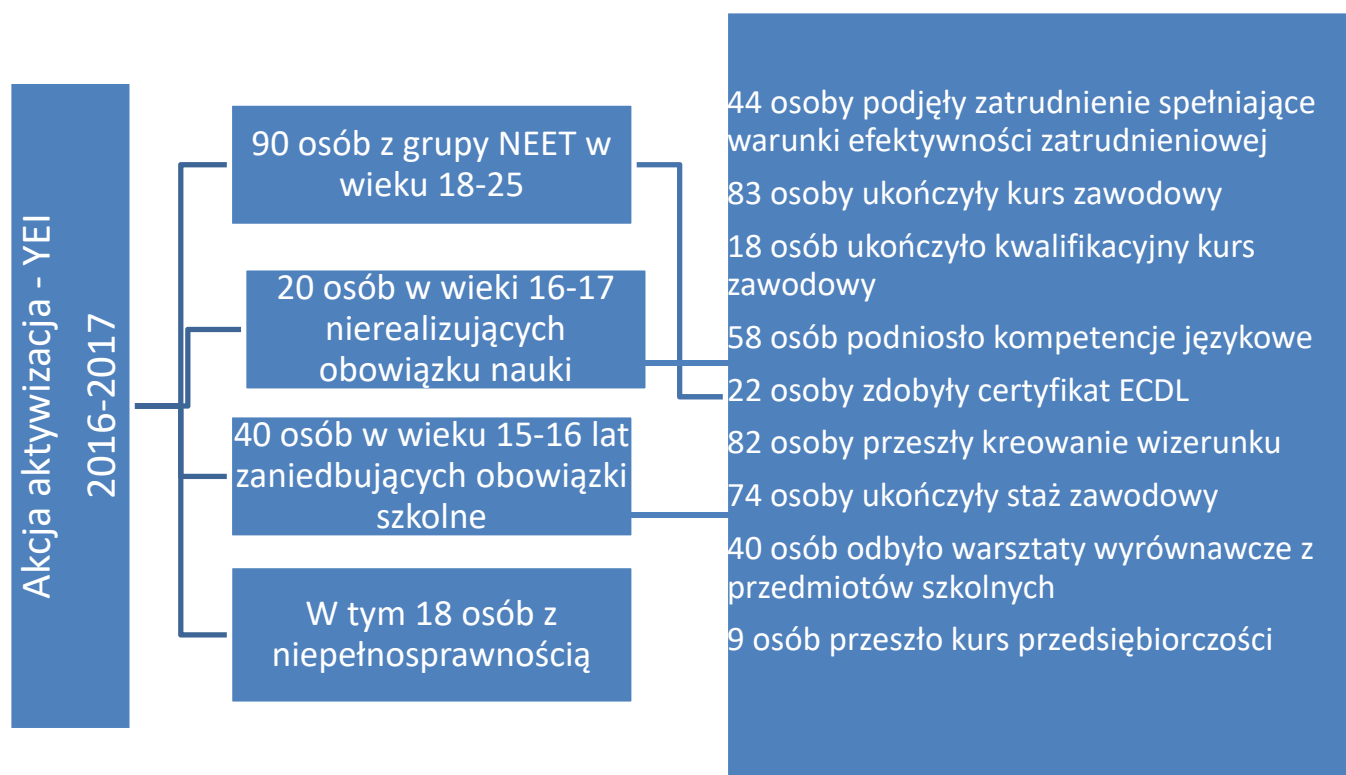 Akcja aktywizacja - YEI
2016-2017
90 osób z grupy NEET w
wieku 18-25
20 osób w wieki 16-17
nierealizujących
obowiązku nauki
40 osób w wieku 15-16 lat
zaniedbujących obowiązki
szkolne
W tym 18 osób z
niepełnosprawnością
44 osoby podjęły zatrudnienie spełniające
warunki efektywności zatrudnieniowej
83 osoby ukończyły kurs zawodowy
18 osób ukończyło kwalifikacyjny kurs
zawodowy
58 osób podniosło kompetencje językowe
22 osoby zdobyły certyfikat ECDL
82 osoby przeszły kreowanie wizerunku
74 osoby ukończyły staż zawodowy
40 osób odbyło warsztaty wyrównawcze z
przedmiotów szkolnych
9 osób przeszło kurs przedsiębiorczości